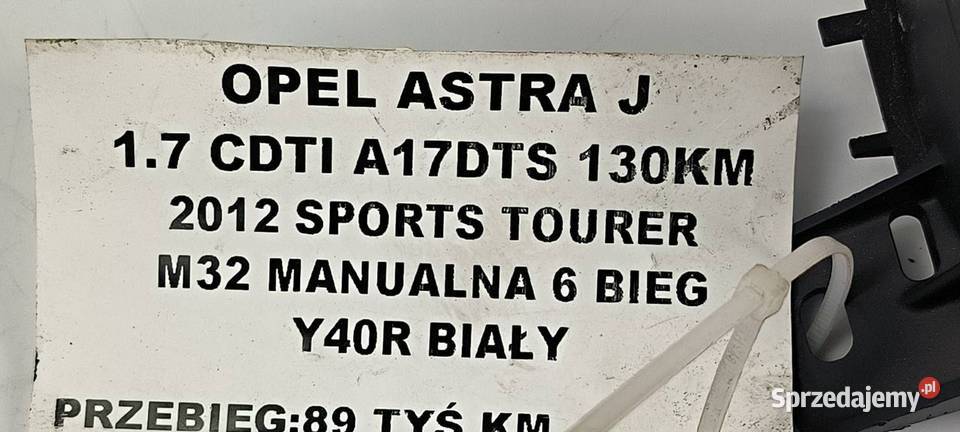 OPEL ASTRA J
1.7 CDTI A17DTS 130KM
2012 SPORTS TOURER
M32 MANUALNA 6 BIEG
Y40R BIAŁY
PRZEBIEG:89 TYŚ KM
Sprzedajemy.pl